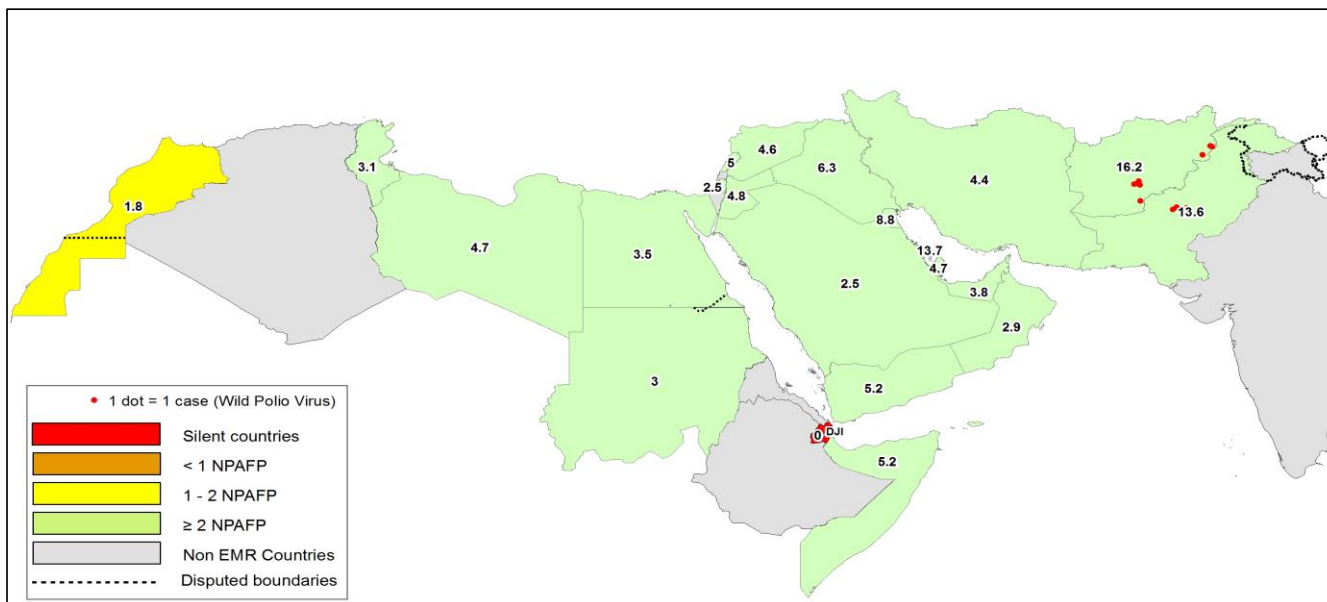 3.1
1.8
4.7
3.5
3
5
2.5
4.6
4.8
6.3
8.8
13.7
4.7
2.5
3.8
2.9
5.2
4.4
16.2
13.6
0
DJI
5.2
1 dot = 1 case (Wild Polio Virus)
Silent countries
< 1 NPAFP
1 - 2 NPAFP
≥ 2 NPAFP
Non EMR Countries
Disputed boundaries